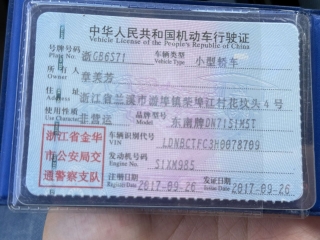 中华人民共和国机动车行驶证
Vehicle License of the People's Republic of China
号牌号码 浙GB6S71 车辆类型 小型轿车
Plate No. Vehicle Type
所有人 章美芳
Owner
住址 浙江省兰溪市游埠镇荣埠江村花坟头4号
Address
使用性质 非营运 品牌型号 东南牌DN7151M5T
Use Character Model
浙江省金华 车辆识别代号 LDNBCTFC3H0078709
VIN
市公安局交 发动机号码 S1XM985
Engine No.
通警察支队 注册日期 2017-09-26 发证日期 2017-09-26
Register Date Issue Date